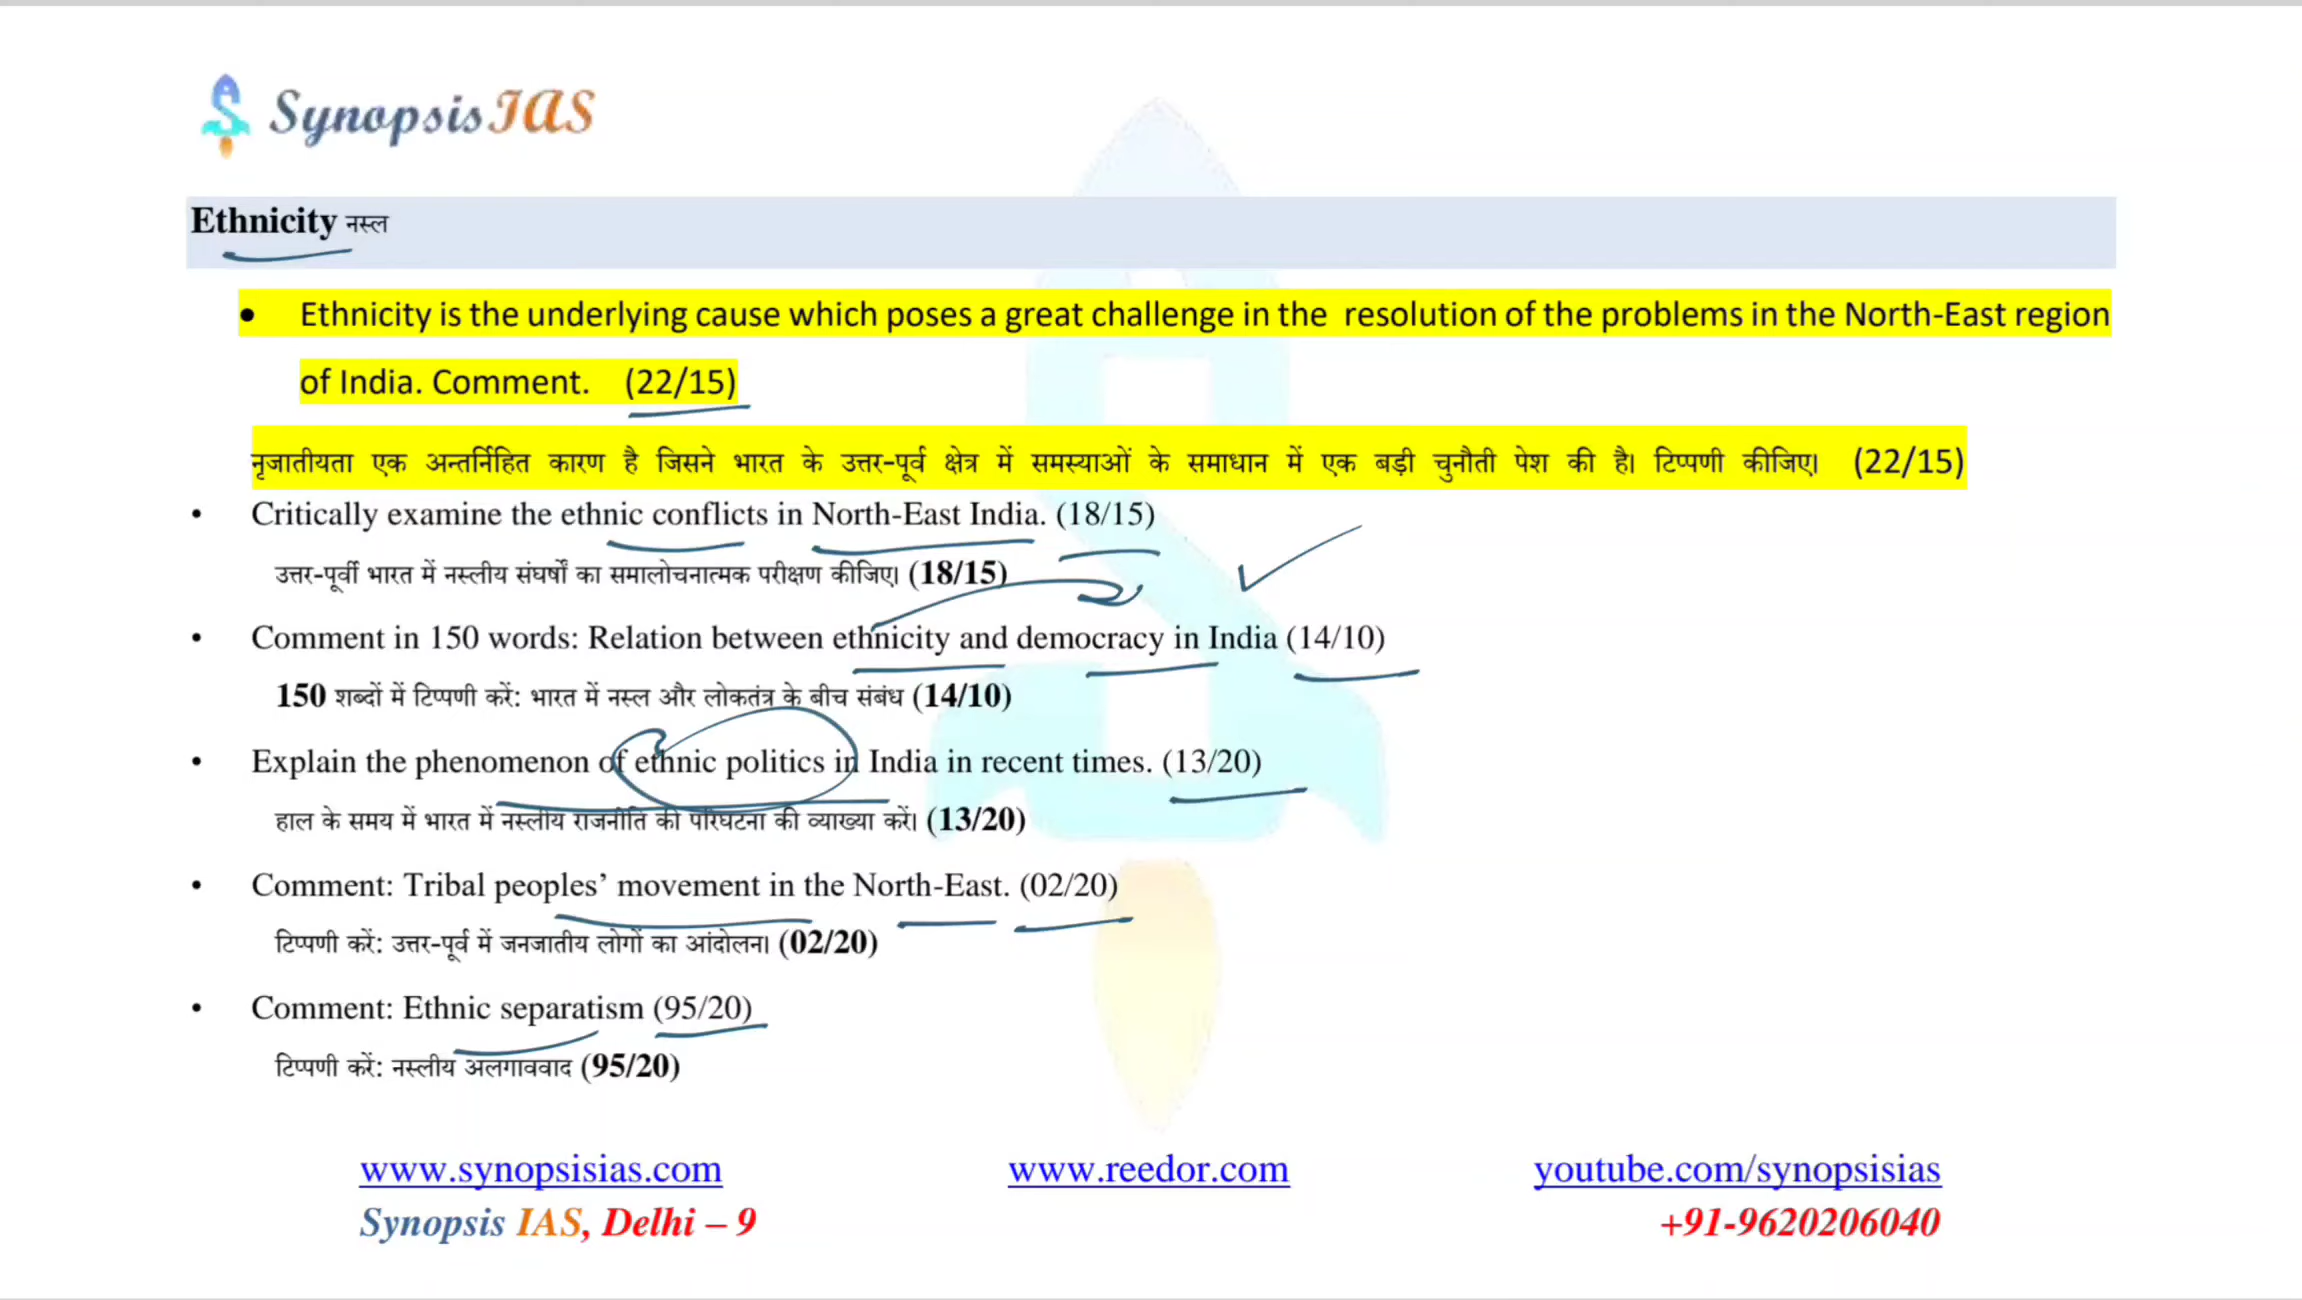 Synopsis IAS
Ethnicity नस्ल
• Ethnicity is the underlying cause which poses a great challenge in the resolution of the problems in the North-East region
of India. Comment. (22/15)
नृजातीयता एक अन्तर्निहित कारण है जिसने भारत के उत्तर-पूर्व क्षेत्र में समस्याओं के समाधान में एक बड़ी चुनौती पेश की है। टिप्पणी कीजिए। (22/15)
• Critically examine the ethnic conflicts in North-East India. (18/15)
उत्तर-पूर्वी भारत में नस्लीय संघर्षों का समालोचनात्मक परीक्षण कीजिए। (18/15)
• Comment in 150 words: Relation between ethnicity and democracy in India (14/10)
150 शब्दों में टिप्पणी करें: भारत में नस्ल और लोकतंत्र के बीच संबंध (14/10)
• Explain the phenomenon of ethnic politics in India in recent times. (13/20)
हाल के समय में भारत में नस्लीय राजनीति की परिघटना की व्याख्या करें। (13/20)
• Comment: Tribal peoples’ movement in the North-East. (02/20)
टिप्पणी करें: उत्तर-पूर्व में जनजातीय लोगों का आंदोलन। (02/20)
• Comment: Ethnic separatism (95/20)
टिप्पणी करें: नस्लीय अलगाववाद (95/20)
www.synopsisias.com www.reedor.com youtube.com/synopsisias
Synopsis IAS, Delhi – 9 +91-9620206040